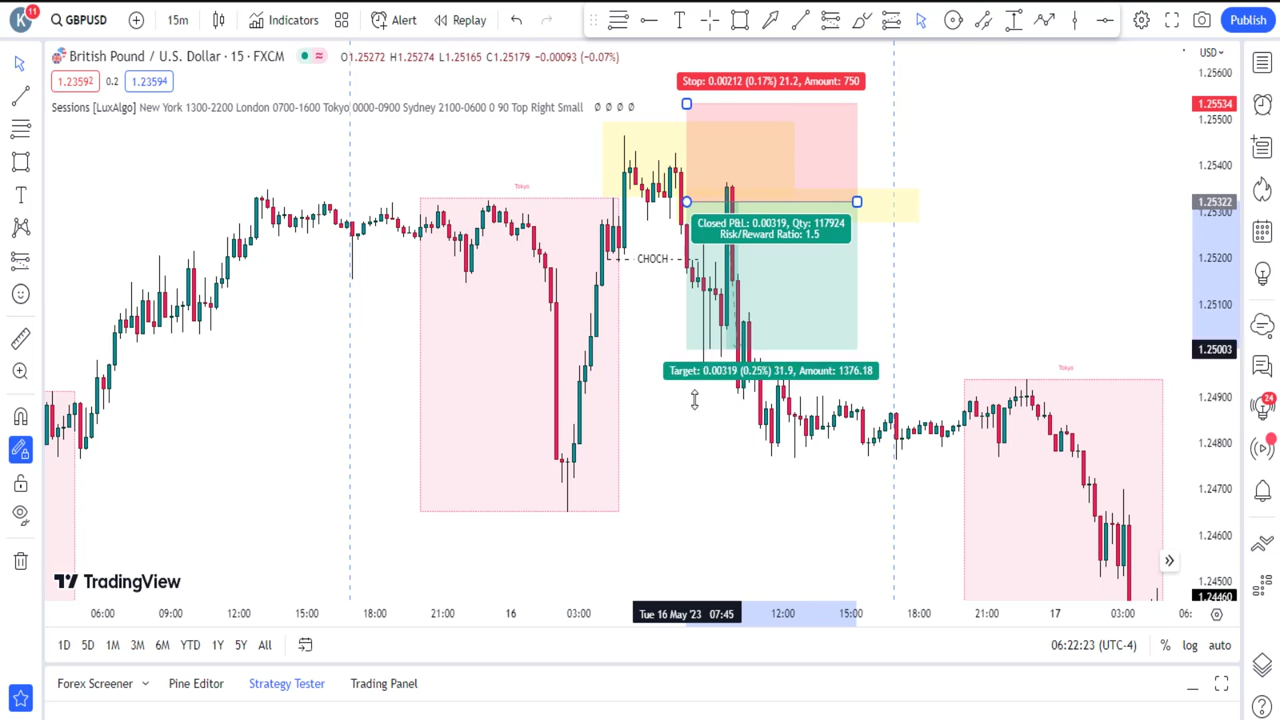 K 11 GBPUSD 15m Indicators Alert Replay Publish
British Pound / U.S. Dollar · 15 · FXCM O1.25272 H1.25274 L1.25165 C1.25179 −0.00093 (−0.07%) USD
1.23592 0.2 1.23594
Sessions [LuxAlgo] New York 1300-2200 London 0700-1600 Tokyo 0000-0900 Sydney 2100-0600 0 90 Top Right Small Ø Ø Ø Ø
Stop: 0.00212 (0.17%) 21.2, Amount: 750
1.25600
1.25534
1.25500
1.25400
1.25322
1.25300
1.25200
1.25100
1.25003
1.24900
1.24800
1.24700
1.24600
1.24500
1.24460
Tokyo
Closed P&L: 0.00319, Qty: 117924
Risk/Reward Ratio: 1.5
CHOCH
Target: 0.00319 (0.25%) 31.9, Amount: 1376.18
Tokyo
24
TradingView
06:00 09:00 12:00 15:00 18:00 21:00 16 03:00 Tue 16 May '23 07:45 12:00 15:00 18:00 21:00 17 03:00 06:
1D 5D 1M 3M 6M YTD 1Y 5Y All 06:22:23 (UTC-4) % log auto
Forex Screener Pine Editor Strategy Tester Trading Panel